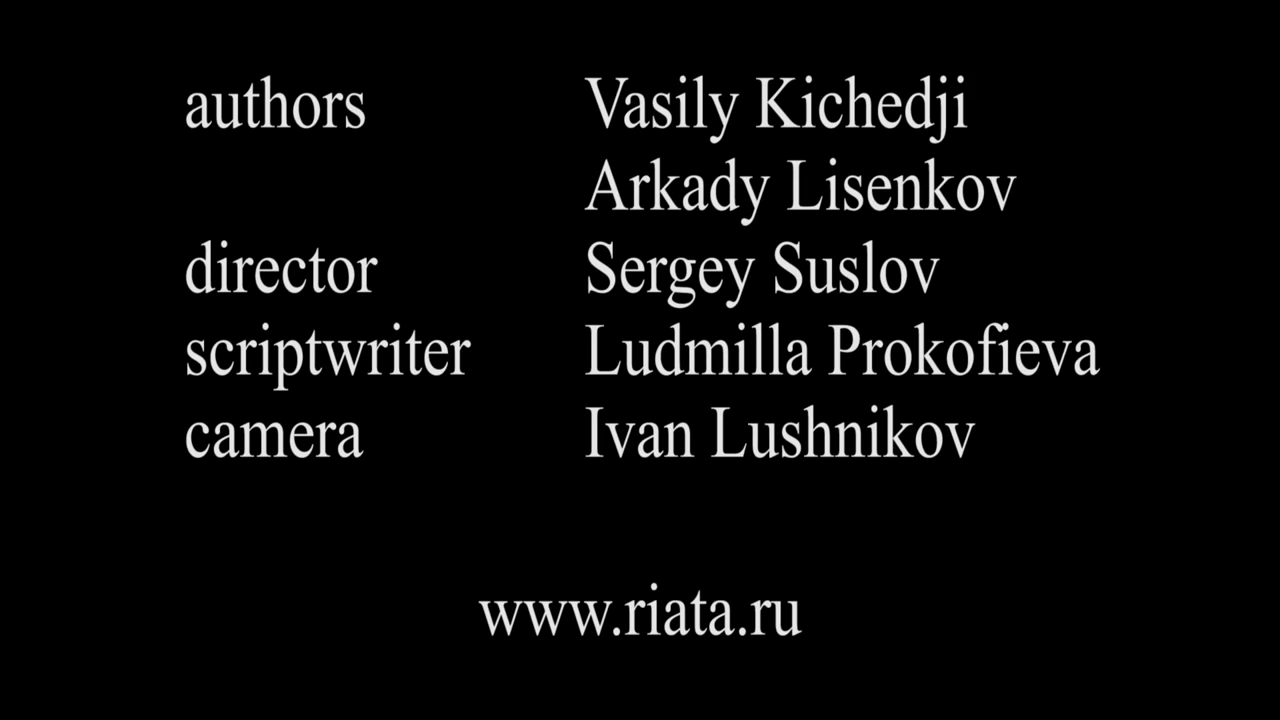 authors Vasily Kichedji
Arkady Lisenkov
director Sergey Suslov
scriptwriter Ludmilla Prokofieva
camera Ivan Lushnikov
www.riata.ru